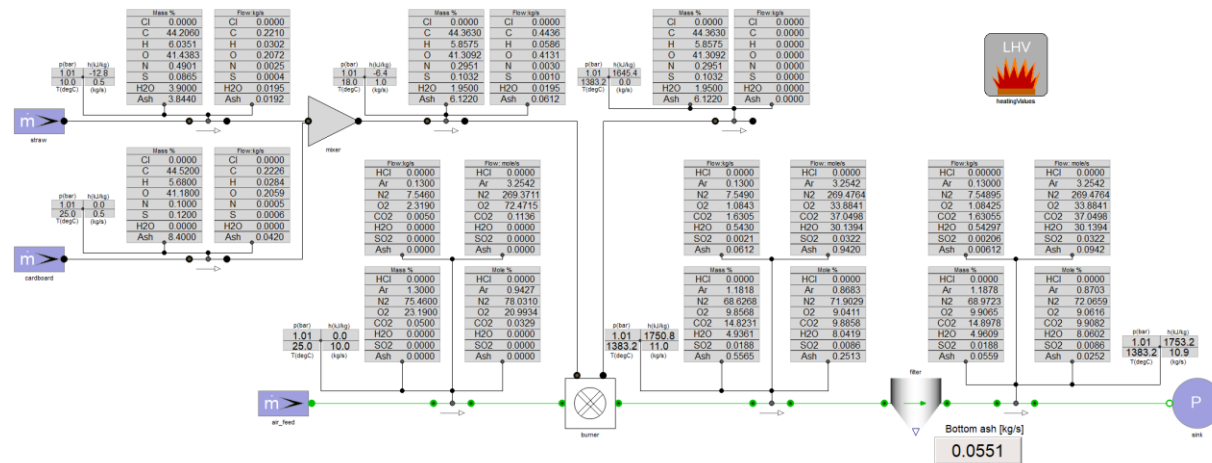 Mass %
Cl 0.0000
C 44.2060
H 6.0351
O 41.4383
N 0.4901
S 0.0865
H2O 3.9000
Ash 3.8440
Flow:kg/s
Cl 0.0000
C 0.2210
H 0.0302
O 0.2072
N 0.0025
S 0.0004
H2O 0.0195
Ash 0.0192
p(bar) h(kJ/kg)
1.01 -12.8
10.0 0.5
T(degC) (kg/s)
ṁ
straw
mixer
Mass %
Cl 0.0000
C 44.3630
H 5.8575
O 41.3092
N 0.2951
S 0.1032
H2O 1.9500
Ash 6.1220
Flow:kg/s
Cl 0.0000
C 0.4436
H 0.0586
O 0.4131
N 0.0030
S 0.0010
H2O 0.0195
Ash 0.0612
p(bar) h(kJ/kg)
1.01 -6.4
18.0 1.0
T(degC) (kg/s)
Mass %
Cl 0.0000
C 44.3630
H 5.8575
O 41.3092
N 0.2951
S 0.1032
H2O 1.9500
Ash 6.1220
Flow:kg/s
Cl 0.0000
C 0.0000
H 0.0000
O 0.0000
N 0.0000
S 0.0000
H2O 0.0000
Ash 0.0000
p(bar) h(kJ/kg)
1.01 1645.4
1383.2 0.0
T(degC) (kg/s)
LHV
heatingValues
Mass %
Cl 0.0000
C 44.5200
H 5.6800
O 41.1800
N 0.1000
S 0.1200
H2O 0.0000
Ash 8.4000
Flow:kg/s
Cl 0.0000
C 0.2226
H 0.0284
O 0.2059
N 0.0005
S 0.0006
H2O 0.0000
Ash 0.0420
p(bar) h(kJ/kg)
1.01 0.0
25.0 0.5
T(degC) (kg/s)
ṁ
cardboard
Flow:kg/s
HCl 0.0000
Ar 0.1300
N2 7.5460
O2 2.3190
CO2 0.0050
H2O 0.0000
SO2 0.0000
Ash 0.0000
Flow: mole/s
HCl 0.0000
Ar 3.2542
N2 269.3711
O2 72.4715
CO2 0.1136
H2O 0.0000
SO2 0.0000
Ash 0.0000
Mass %
HCl 0.0000
Ar 1.3000
N2 75.4600
O2 23.1900
CO2 0.0500
H2O 0.0000
SO2 0.0000
Ash 0.0000
Mole %
HCl 0.0000
Ar 0.9427
N2 78.0310
O2 20.9934
CO2 0.0329
H2O 0.0000
SO2 0.0000
Ash 0.0000
p(bar) h(kJ/kg)
1.01 0.0
25.0 10.0
T(degC) (kg/s)
ṁ
air_feed
burner
Flow:kg/s
HCl 0.0000
Ar 0.1300
N2 7.5490
O2 1.0843
CO2 1.6305
H2O 0.5430
SO2 0.0021
Ash 0.0612
Flow: mole/s
HCl 0.0000
Ar 3.2542
N2 269.4764
O2 33.8841
CO2 37.0498
H2O 30.1394
SO2 0.0322
Ash 0.9420
Mass %
HCl 0.0000
Ar 1.1818
N2 68.6268
O2 9.8568
CO2 14.8231
H2O 4.9361
SO2 0.0188
Ash 0.5565
Mole %
HCl 0.0000
Ar 0.8683
N2 71.9029
O2 9.0411
CO2 9.8858
H2O 8.0419
SO2 0.0086
Ash 0.2513
p(bar) h(kJ/kg)
1.01 1750.8
1383.2 11.0
T(degC) (kg/s)
filter
Bottom ash [kg/s]
0.0551
Flow:kg/s
HCl 0.00000
Ar 0.13000
N2 7.54895
O2 1.08425
CO2 1.63055
H2O 0.54297
SO2 0.00206
Ash 0.00612
Flow: mole/s
HCl 0.0000
Ar 3.2542
N2 269.4764
O2 33.8841
CO2 37.0498
H2O 30.1394
SO2 0.0322
Ash 0.0942
Mass %
HCl 0.0000
Ar 1.1878
N2 68.9723
O2 9.9065
CO2 14.8978
H2O 4.9609
SO2 0.0188
Ash 0.0559
Mole %
HCl 0.0000
Ar 0.8703
N2 72.0659
O2 9.0616
CO2 9.9082
H2O 8.0602
SO2 0.0086
Ash 0.0252
p(bar) h(kJ/kg)
1.01 1753.2
1383.2 10.9
T(degC) (kg/s)
P
sink